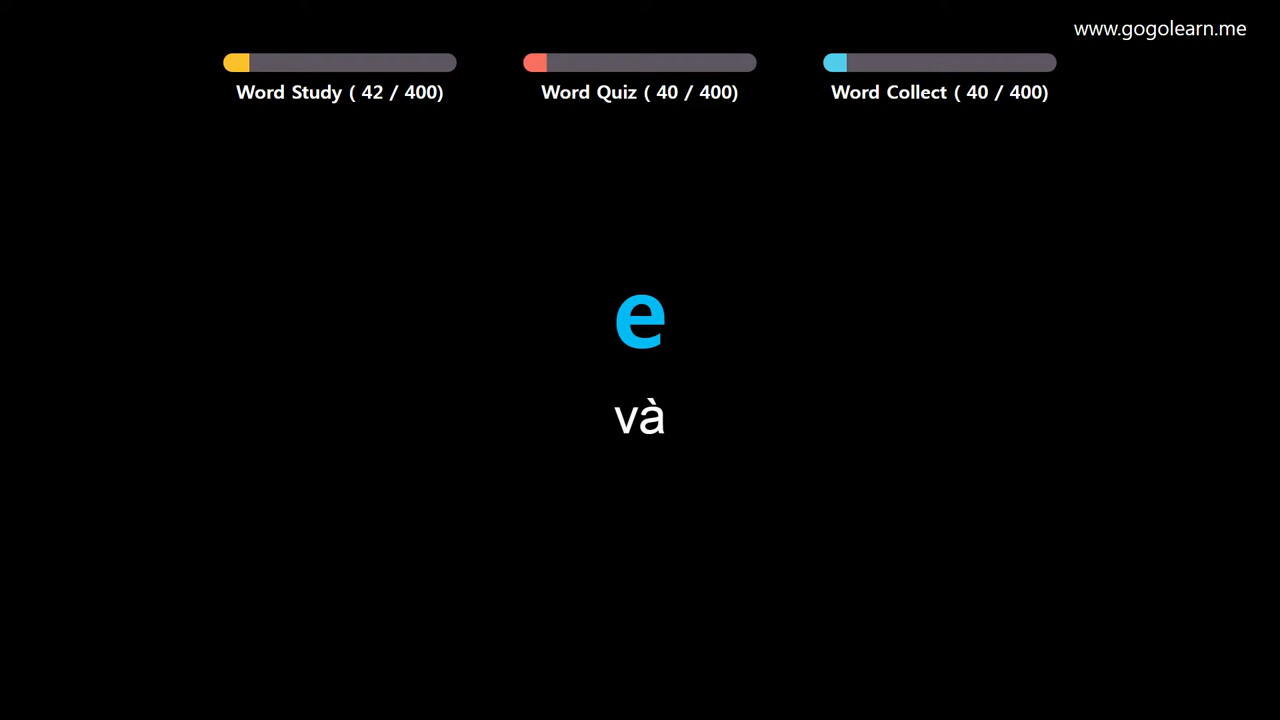 www.gogolearn.me
Word Study ( 42 / 400)
Word Quiz ( 40 / 400)
Word Collect ( 40 / 400)
e
và